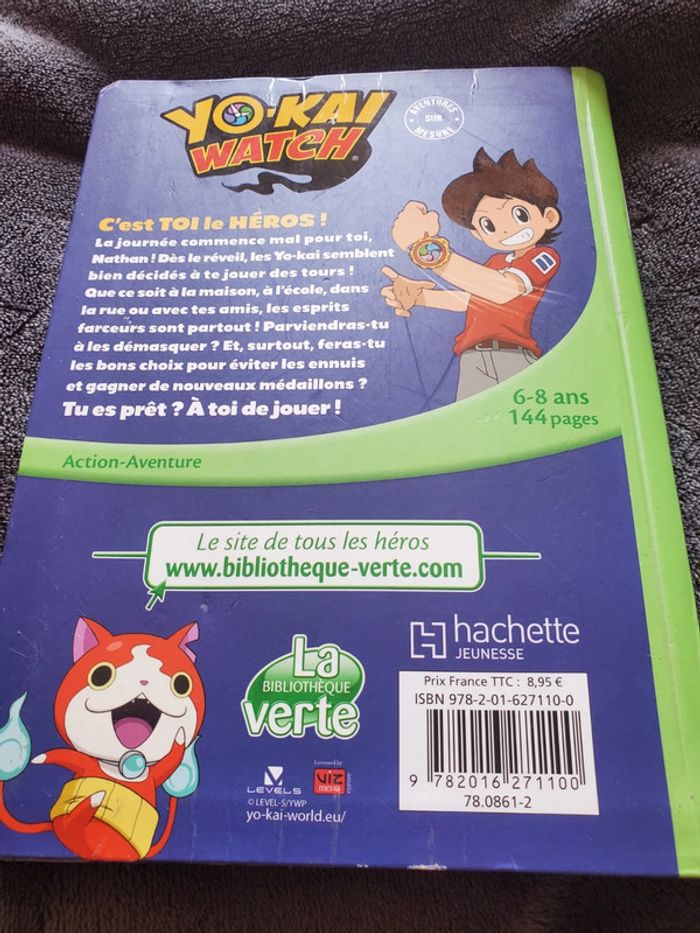 YO-KAI
WATCH®
AVENTURES
SUR
MESURE
C'est TOI le HÉROS !
La journée commence mal pour toi,
Nathan ! Dès le réveil, les Yo-kai semblent
bien décidés à te jouer des tours !
Que ce soit à la maison, à l'école, dans
la rue ou avec tes amis, les esprits
farceurs sont partout ! Parviendras-tu
à les démasquer ? Et, surtout, feras-tu
les bons choix pour éviter les ennuis
et gagner de nouveaux médaillons ?
Tu es prêt ? À toi de jouer !
6-8 ans
144 pages
Action-Aventure
Le site de tous les héros
www.bibliotheque-verte.com
hachette
JEUNESSE
La
BIBLIOTHÈQUE
verte
Prix France TTC : 8,95 €
ISBN 978-2-01-627110-0
9 782016 271100
78.0861-2
LEVEL5
© LEVEL-5/YWP
Licensed by
VIZ
media
yo-kai-world.eu/